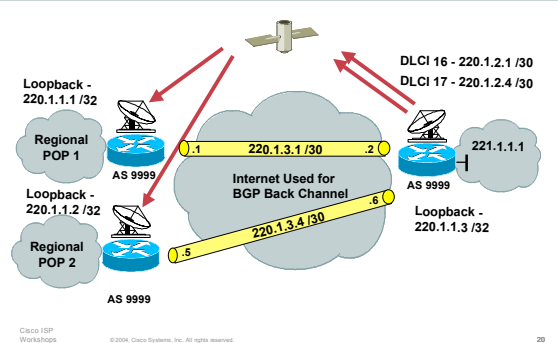 DLCI 16 - 220.1.2.1 /30
DLCI 17 - 220.1.2.4 /30
Loopback -
220.1.1.1 /32
Regional
POP 1
AS 9999
.1
220.1.3.1 /30
.2
Internet Used for
BGP Back Channel
221.1.1.1
AS 9999
Loopback -
220.1.1.3 /32
Loopback -
220.1.1.2 /32
Regional
POP 2
AS 9999
.5
220.1.3.4 /30
.6
Cisco ISP
Workshops
© 2004, Cisco Systems, Inc. All rights reserved.
20